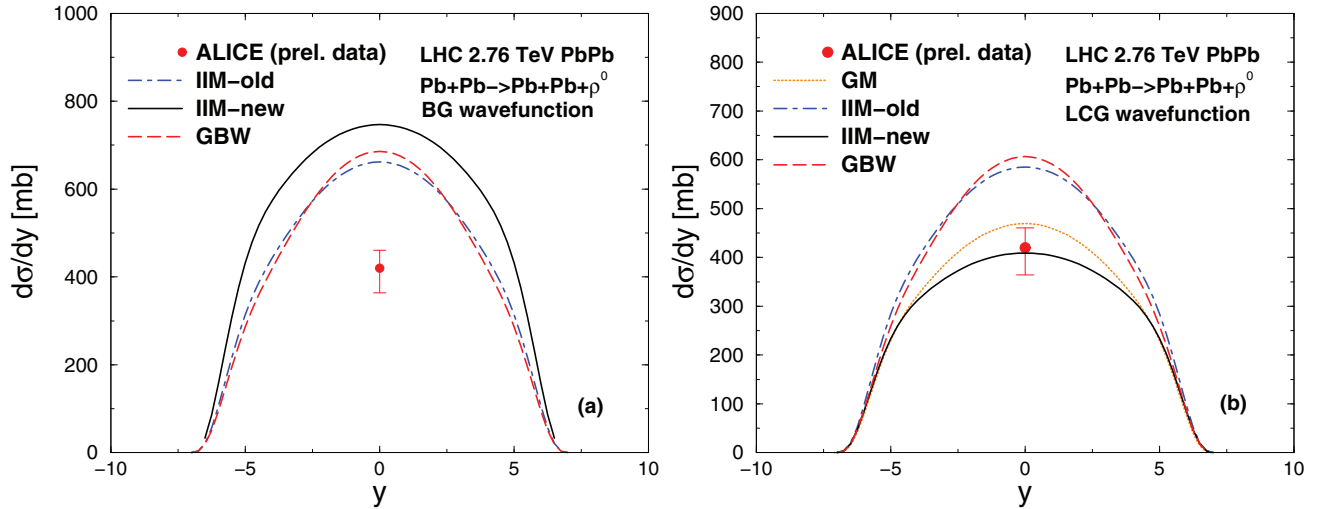 1000
800
600
400
200
0
−10
−5
0
5
10
dσ/dy [mb]
y
ALICE (prel. data)
IIM−old
IIM−new
GBW
LHC 2.76 TeV PbPb
Pb+Pb−>Pb+Pb+ρ⁰
BG wavefunction
(a)
900
800
700
600
500
400
300
200
100
0
−10
−5
0
5
10
dσ/dy [mb]
y
ALICE (prel. data)
GM
IIM−old
IIM−new
GBW
LHC 2.76 TeV PbPb
Pb+Pb−>Pb+Pb+ρ⁰
LCG wavefunction
(b)